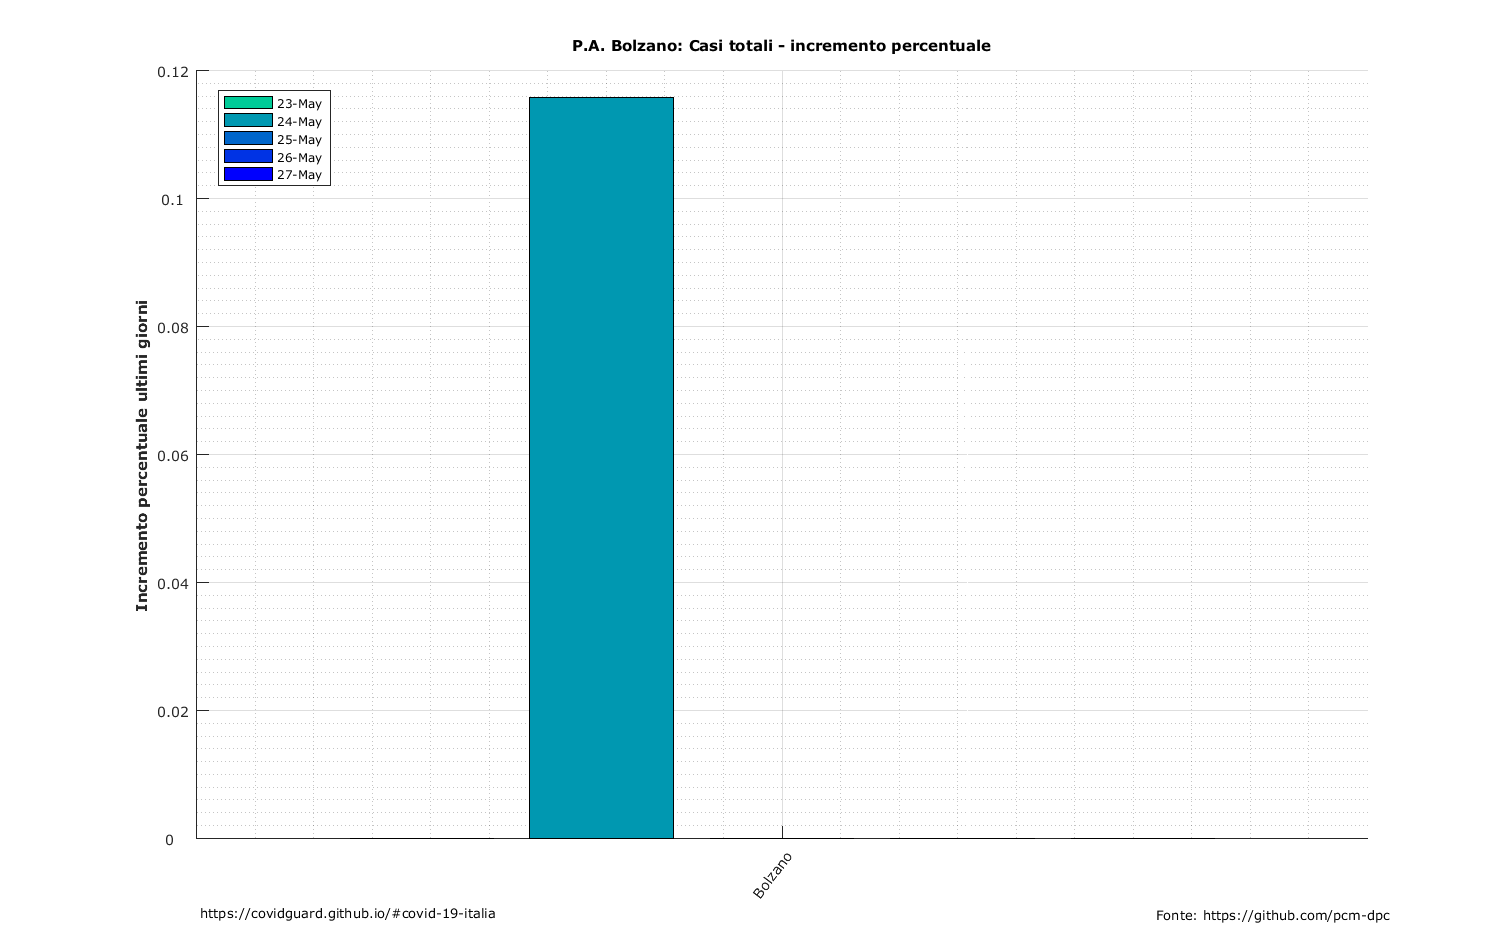 P.A. Bolzano: Casi totali - incremento percentuale
0.12
0.1
0.08
0.06
0.04
0.02
0
Incremento percentuale ultimi giorni
23-May
24-May
25-May
26-May
27-May
Bolzano
https://covidguard.github.io/#covid-19-italia
Fonte: https://github.com/pcm-dpc